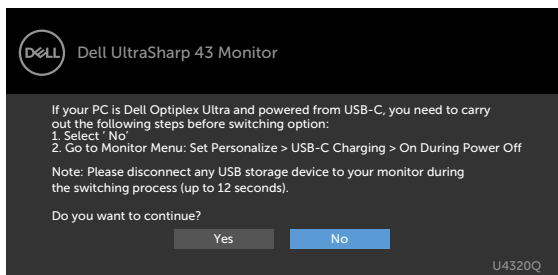 DELL
Dell UltraSharp 43 Monitor
If your PC is Dell Optiplex Ultra and powered from USB-C, you need to carry
out the following steps before switching option:
1. Select ‘ No’
2. Go to Monitor Menu: Set Personalize > USB-C Charging > On During Power Off
Note: Please disconnect any USB storage device to your monitor during
the switching process (up to 12 seconds).
Do you want to continue?
Yes No
U4320Q